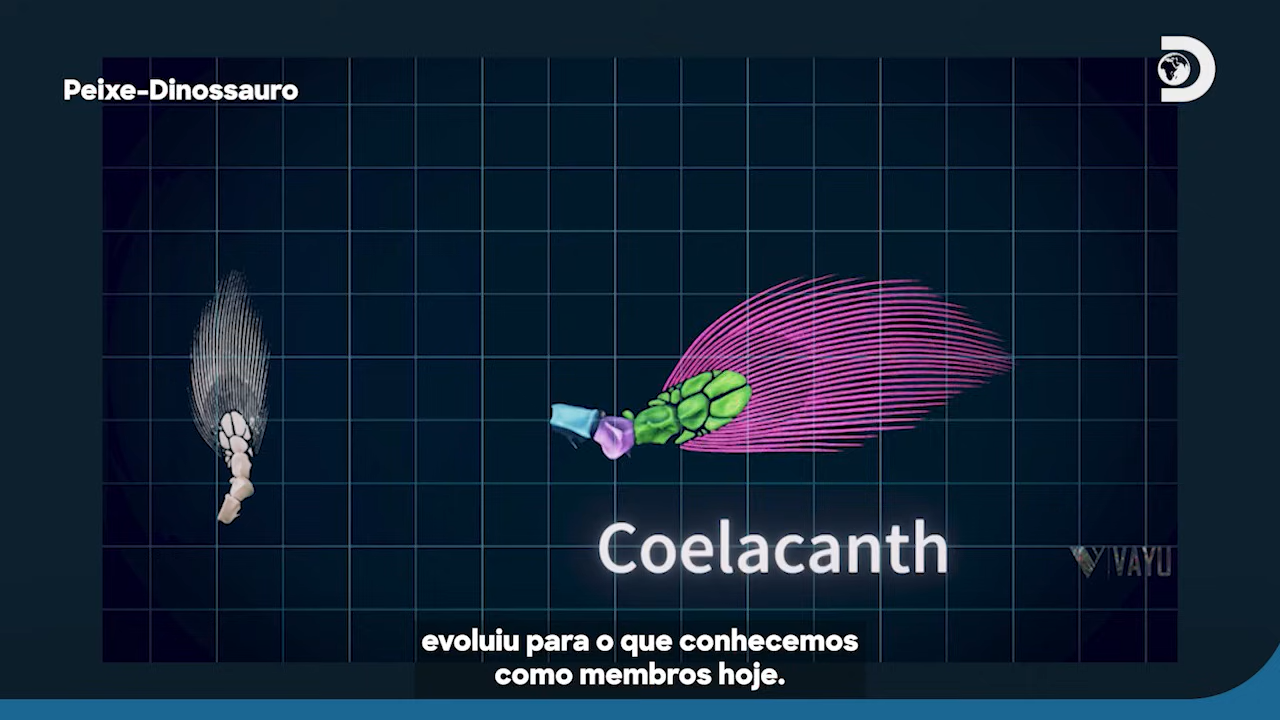 Peixe-Dinossauro
Coelacanth
VAYU
evoluiu para o que conhecemos
como membros hoje.